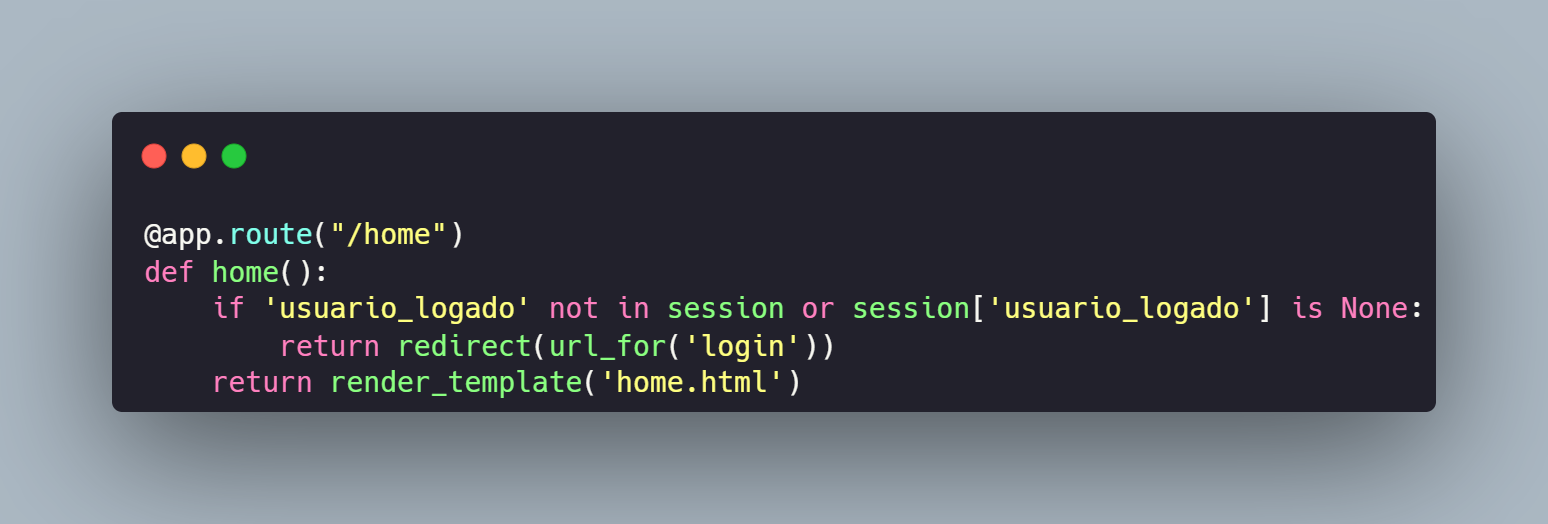 @app.route("/home")
def home():
    if 'usuario_logado' not in session or session['usuario_logado'] is None:
        return redirect(url_for('login'))
    return render_template('home.html')